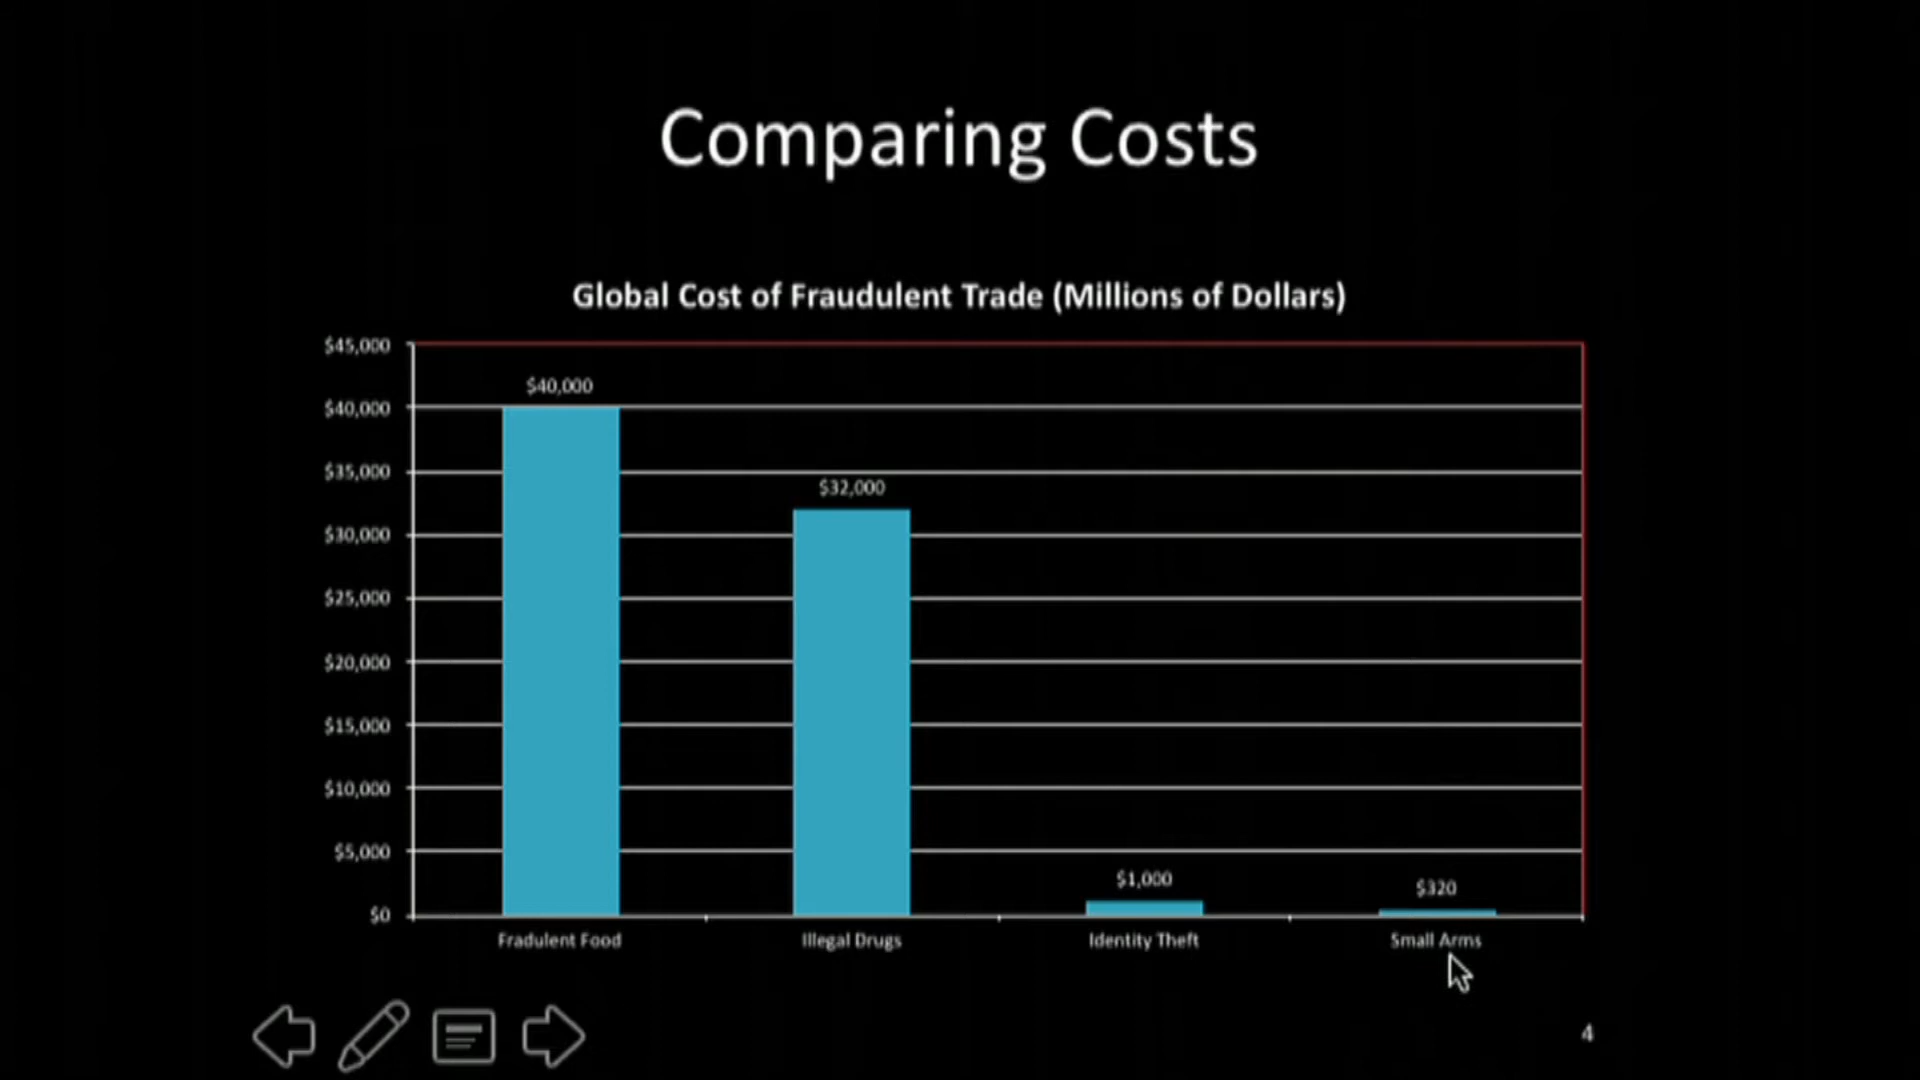 Comparing Costs
Global Cost of Fraudulent Trade (Millions of Dollars)
$45,000
$40,000
$40,000
$35,000
$32,000
$30,000
$25,000
$20,000
$15,000
$10,000
$5,000
$1,000
$320
$0
Fradulent Food
Illegal Drugs
Identity Theft
Small Arms
4